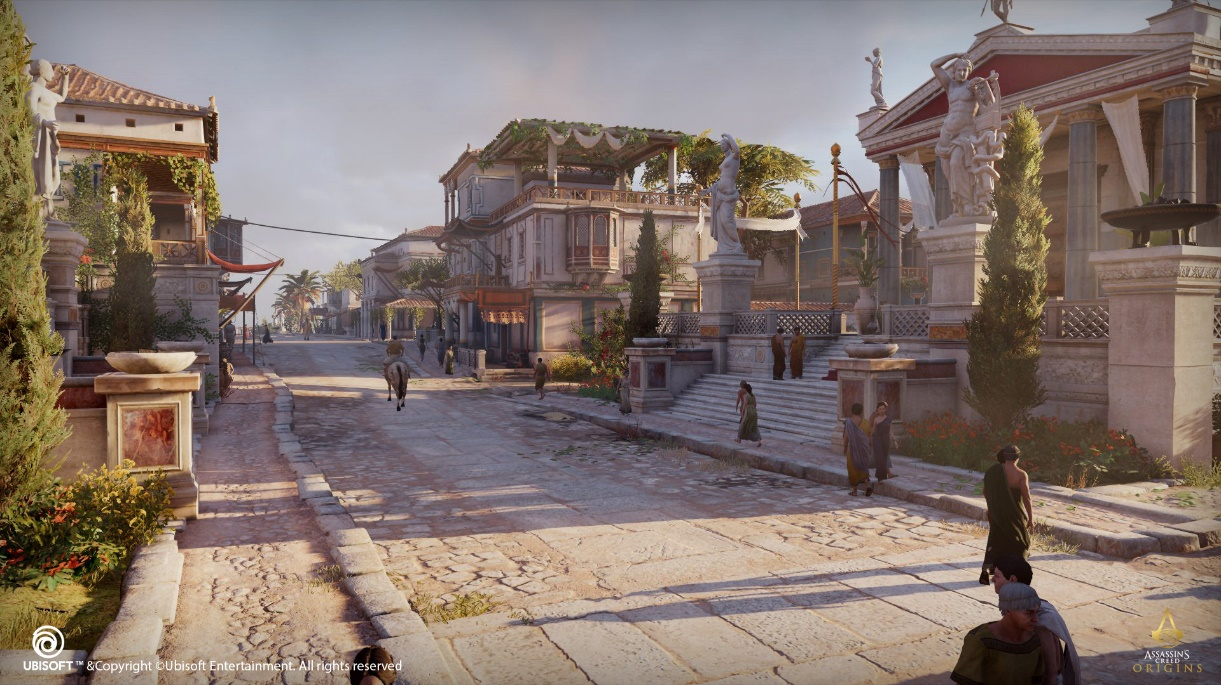 UBISOFT™ &Copyright ©Ubisoft Entertainment. All rights reserved
ASSASSIN'S
CREED
ORIGINS